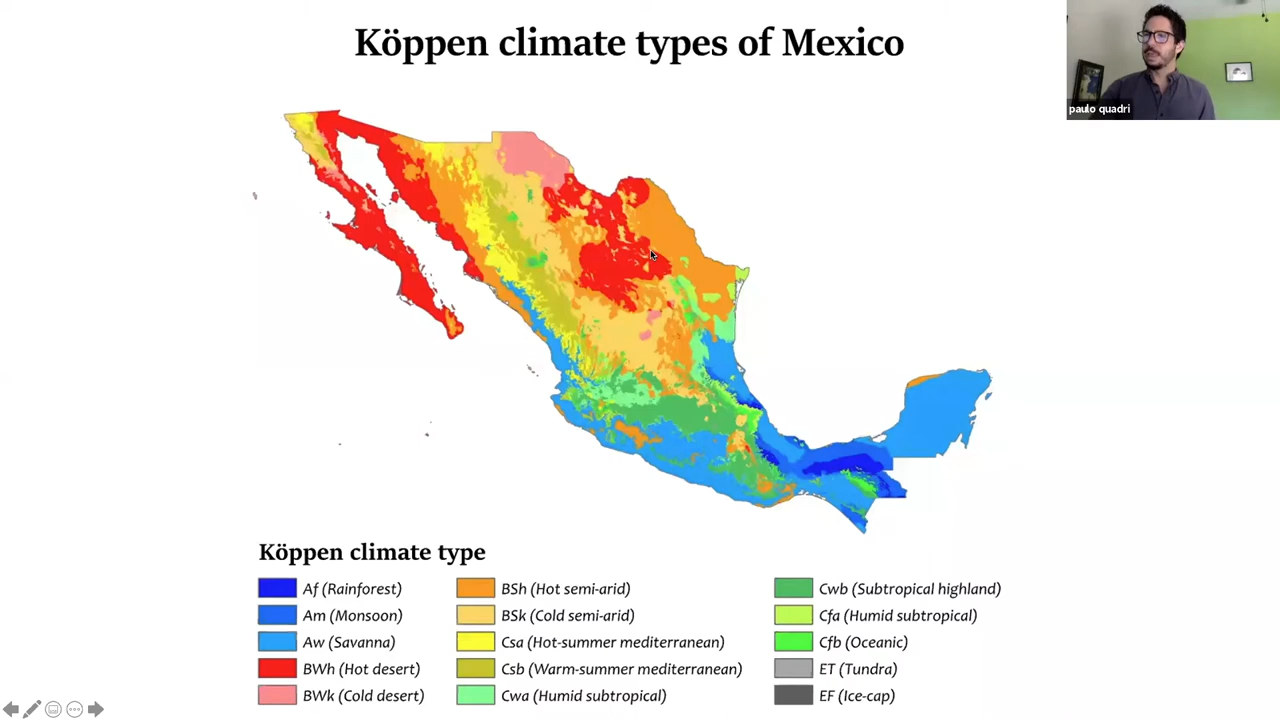 Köppen climate types of Mexico
paulo quadri
Köppen climate type
Af (Rainforest)
Am (Monsoon)
Aw (Savanna)
BWh (Hot desert)
BWk (Cold desert)
BSh (Hot semi-arid)
BSk (Cold semi-arid)
Csa (Hot-summer mediterranean)
Csb (Warm-summer mediterranean)
Cwa (Humid subtropical)
Cwb (Subtropical highland)
Cfa (Humid subtropical)
Cfb (Oceanic)
ET (Tundra)
EF (Ice-cap)